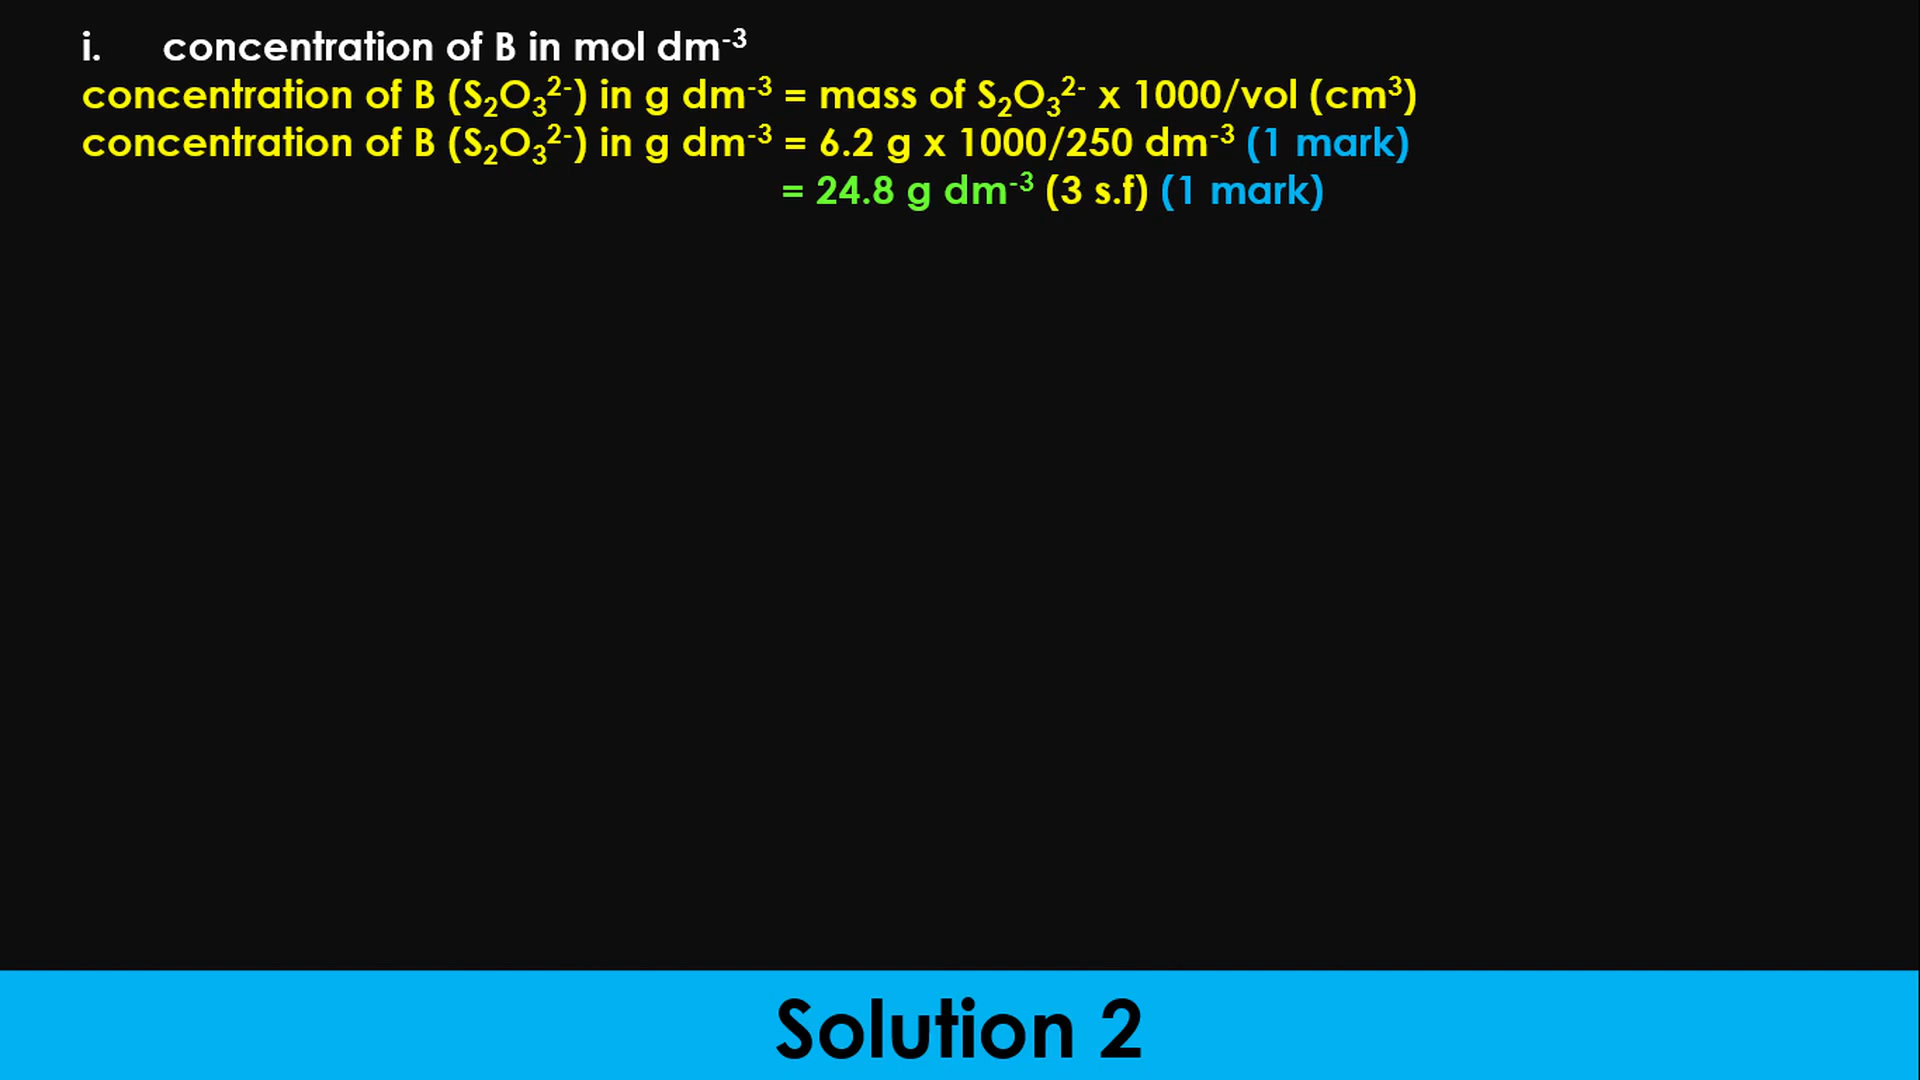 i. concentration of B in mol dm⁻³
concentration of B (S₂O₃²⁻) in g dm⁻³ = mass of S₂O₃²⁻ x 1000/vol (cm³)
concentration of B (S₂O₃²⁻) in g dm⁻³ = 6.2 g x 1000/250 dm⁻³ (1 mark)
= 24.8 g dm⁻³ (3 s.f) (1 mark)
Solution 2